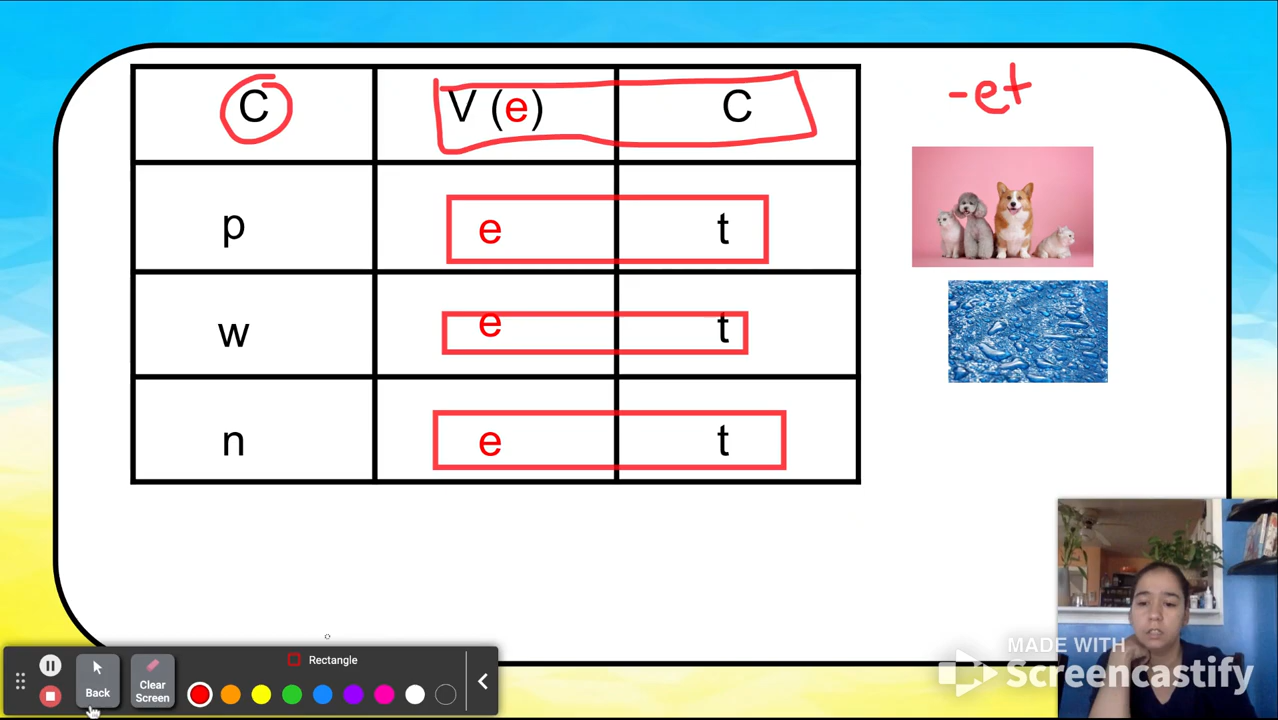 C V (e) C
-et
p e t
w e t
n e t
Rectangle
Back
Clear
Screen
MADE WITH
Screencastify